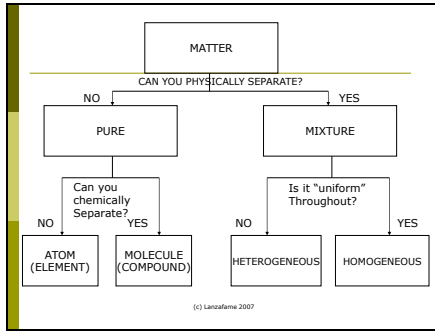 MATTER
CAN YOU PHYSICALLY SEPARATE?
NO
YES
PURE
MIXTURE
Can you
chemically
Separate?
Is it “uniform”
Throughout?
NO
YES
NO
YES
ATOM
(ELEMENT)
MOLECULE
(COMPOUND)
HETEROGENEOUS
HOMOGENEOUS
(c) Lanzafame 2007